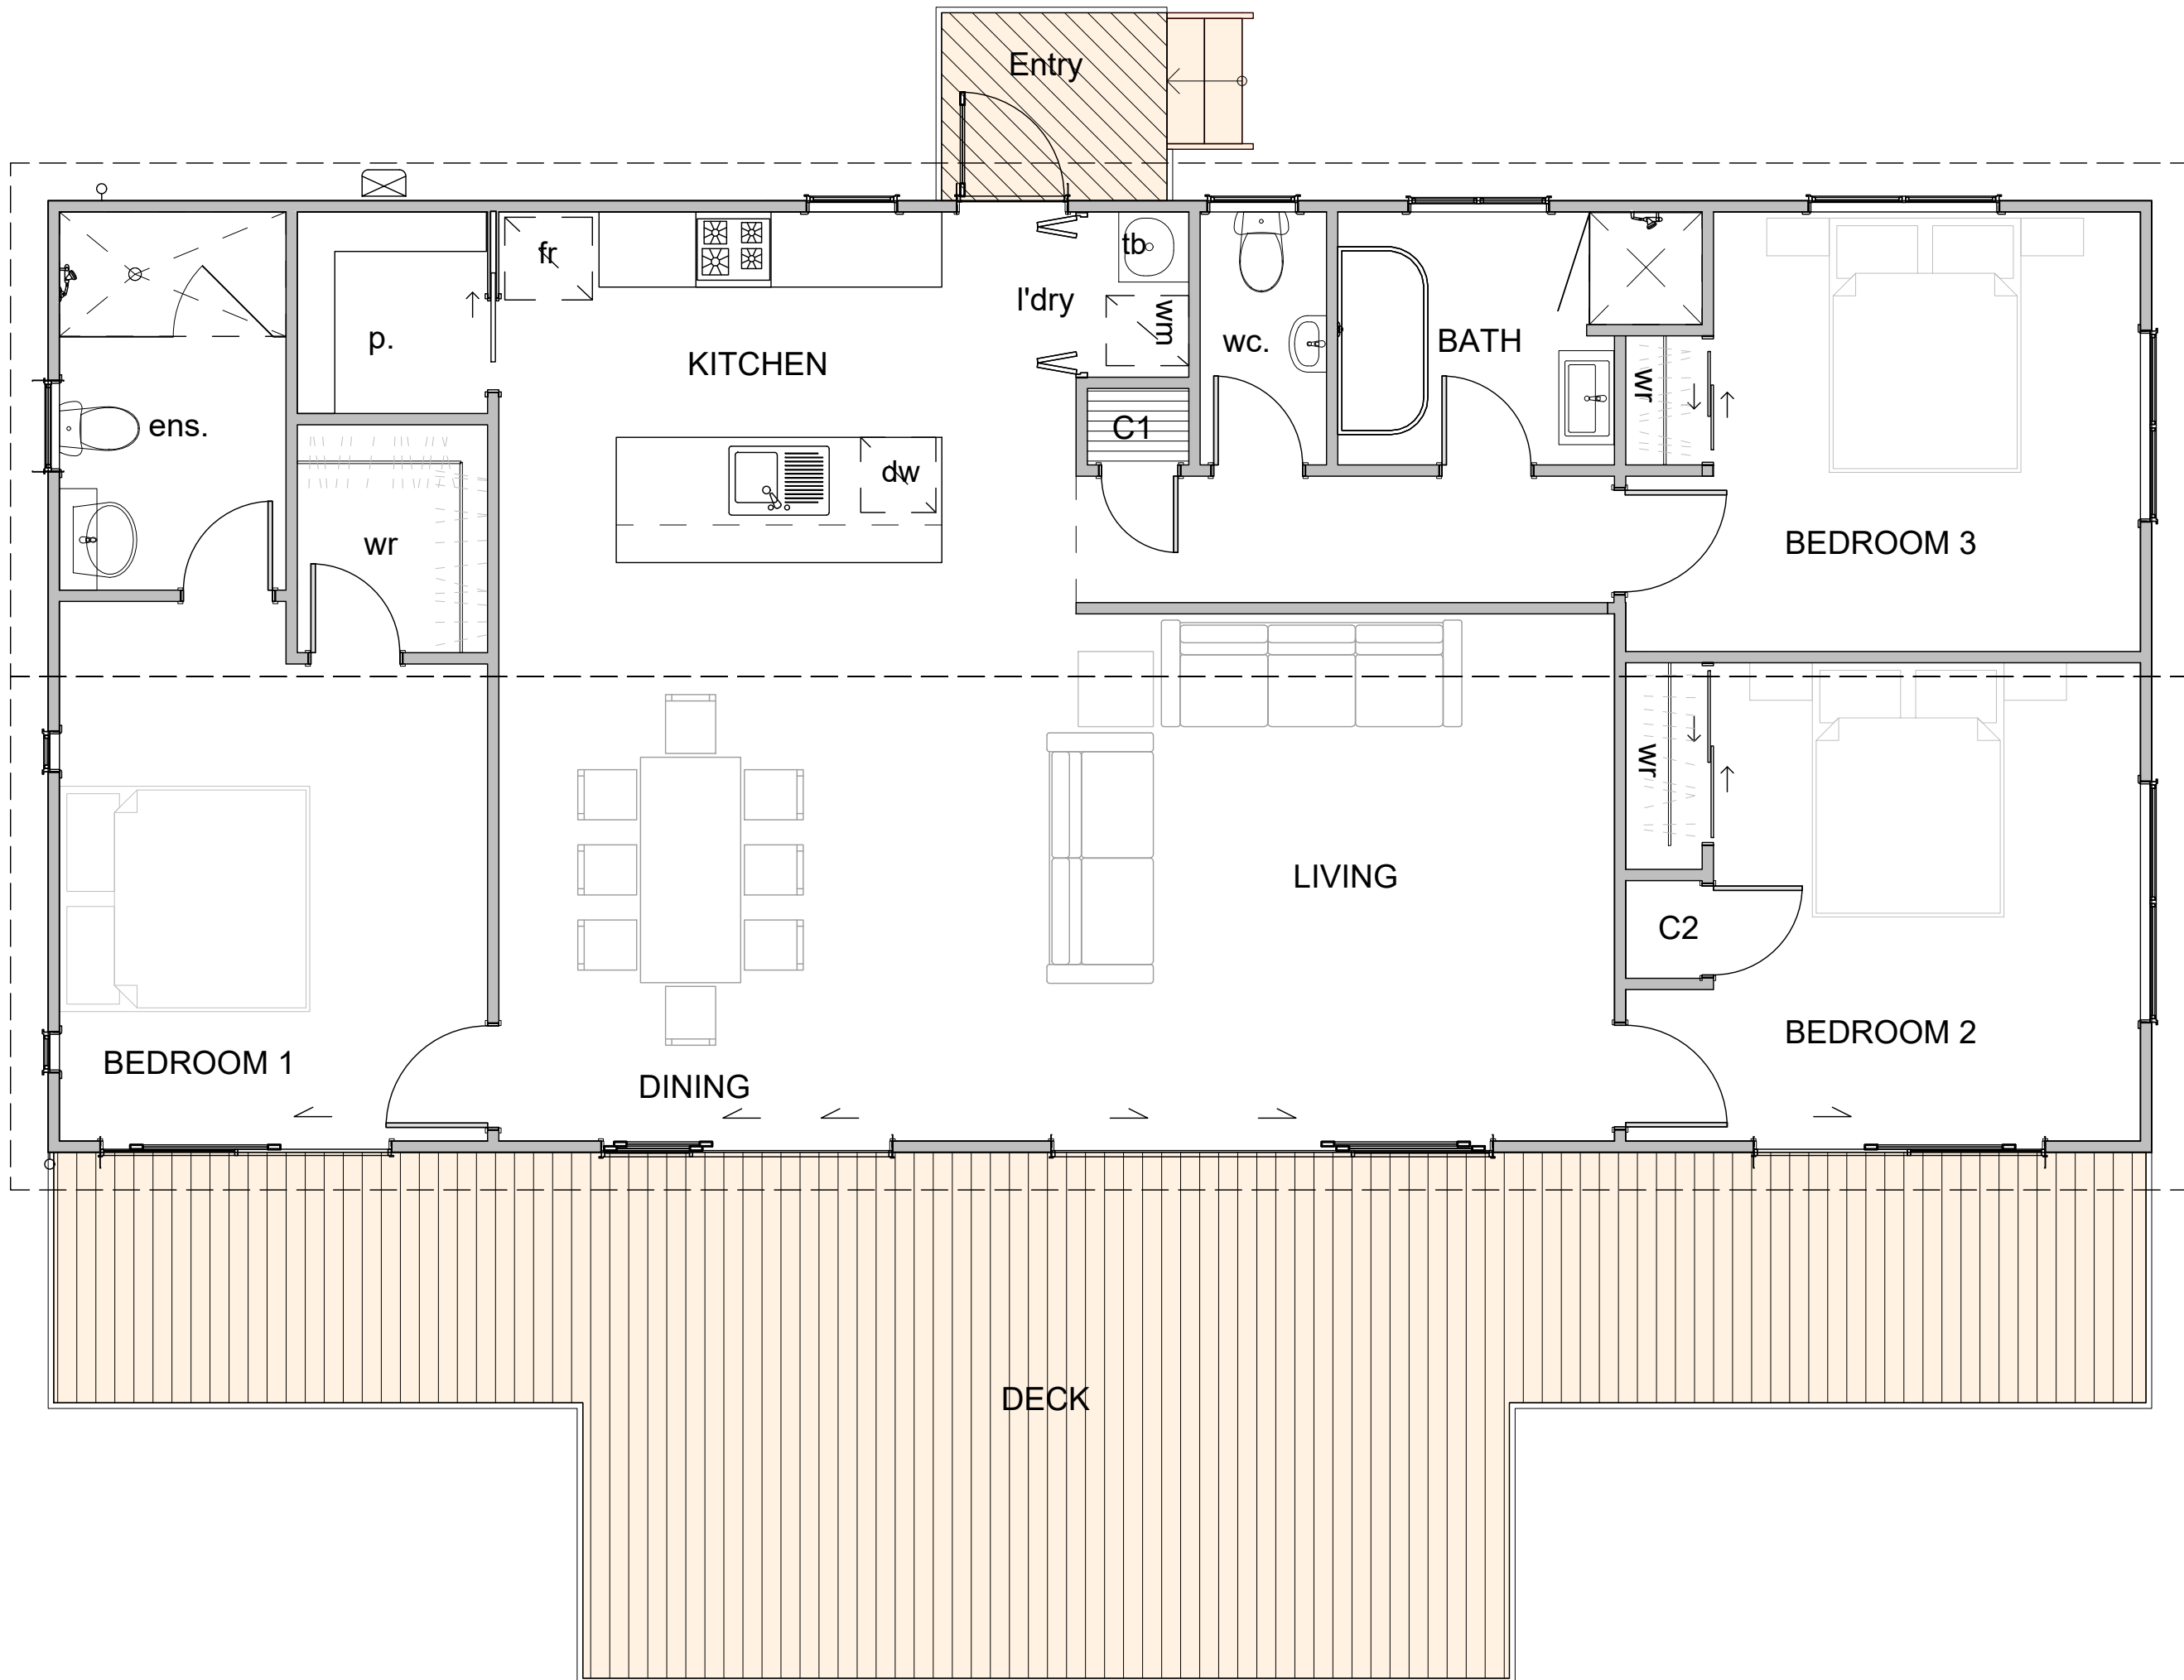 Entry
fr
tb
l'dry
wm
p.
KITCHEN
wc.
BATH
wr
ens.
C1
dw
wr
BEDROOM 3
wr
LIVING
C2
BEDROOM 1
DINING
BEDROOM 2
DECK